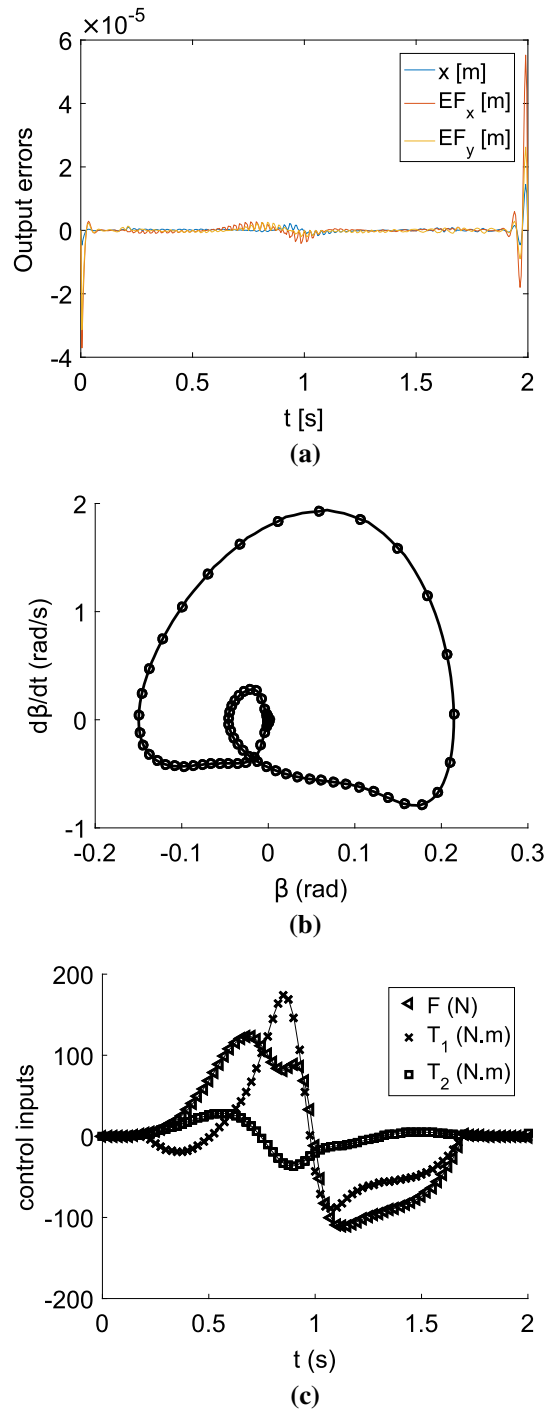 ×10⁻⁵
6
4
2
0
-2
-4
Output errors
x [m]
EFₓ [m]
EF_y [m]
0 0.5 1 1.5 2
t [s]
(a)
2
1
0
-1
dβ/dt (rad/s)
-0.2 -0.1 0 0.1 0.2 0.3
β (rad)
(b)
200
100
0
-100
-200
control inputs
F (N)
T₁ (N.m)
T₂ (N.m)
0 0.5 1 1.5 2
t (s)
(c)